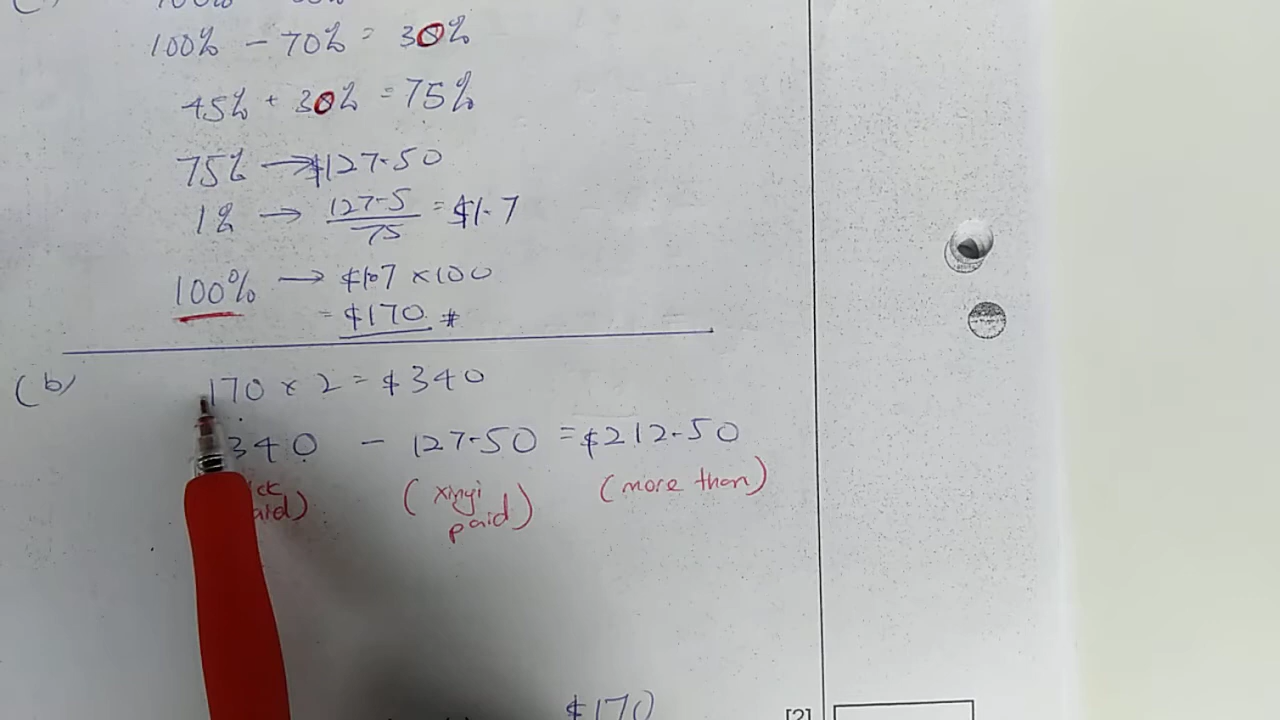 100% - 70% = 30%
45% + 30% = 75%
75% → $127.50
1% → 127.5/75 = $1.7
100% → $1.7 x 100
= $170 #
(b) 170 x 2 = $340
340 - 127.50 = $212.50
(xingi paid) (more than)
$170
[2]